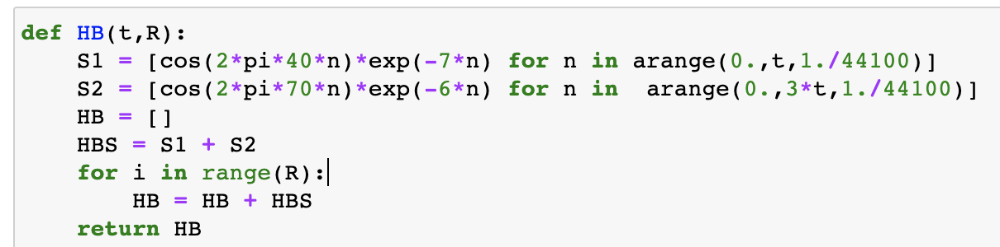 def HB(t,R):
    S1 = [cos(2*pi*40*n)*exp(-7*n) for n in arange(0.,t,1./44100)]
    S2 = [cos(2*pi*70*n)*exp(-6*n) for n in  arange(0.,3*t,1./44100)]
    HB = []
    HBS = S1 + S2
    for i in range(R):
        HB = HB + HBS
    return HB